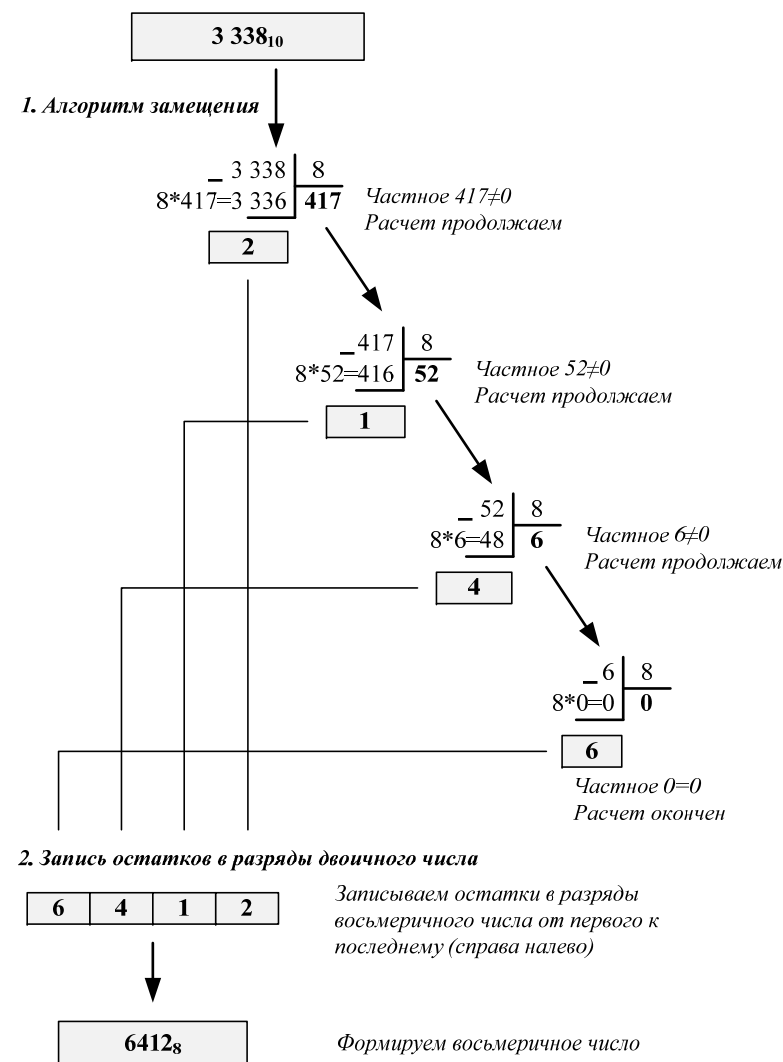 3 338₁₀
1. Алгоритм замещения
3 338 8
8*417=3 336 417
Частное 417≠0
Расчет продолжаем
2
417 8
8*52=416 52
Частное 52≠0
Расчет продолжаем
1
52 8
8*6=48 6
Частное 6≠0
Расчет продолжаем
4
6 8
8*0=0 0
6
Частное 0=0
Расчет окончен
2. Запись остатков в разряды двоичного числа
6 4 1 2
Записываем остатки в разряды
восьмеричного числа от первого к
последнему (справа налево)
6412₈
Формируем восьмеричное число